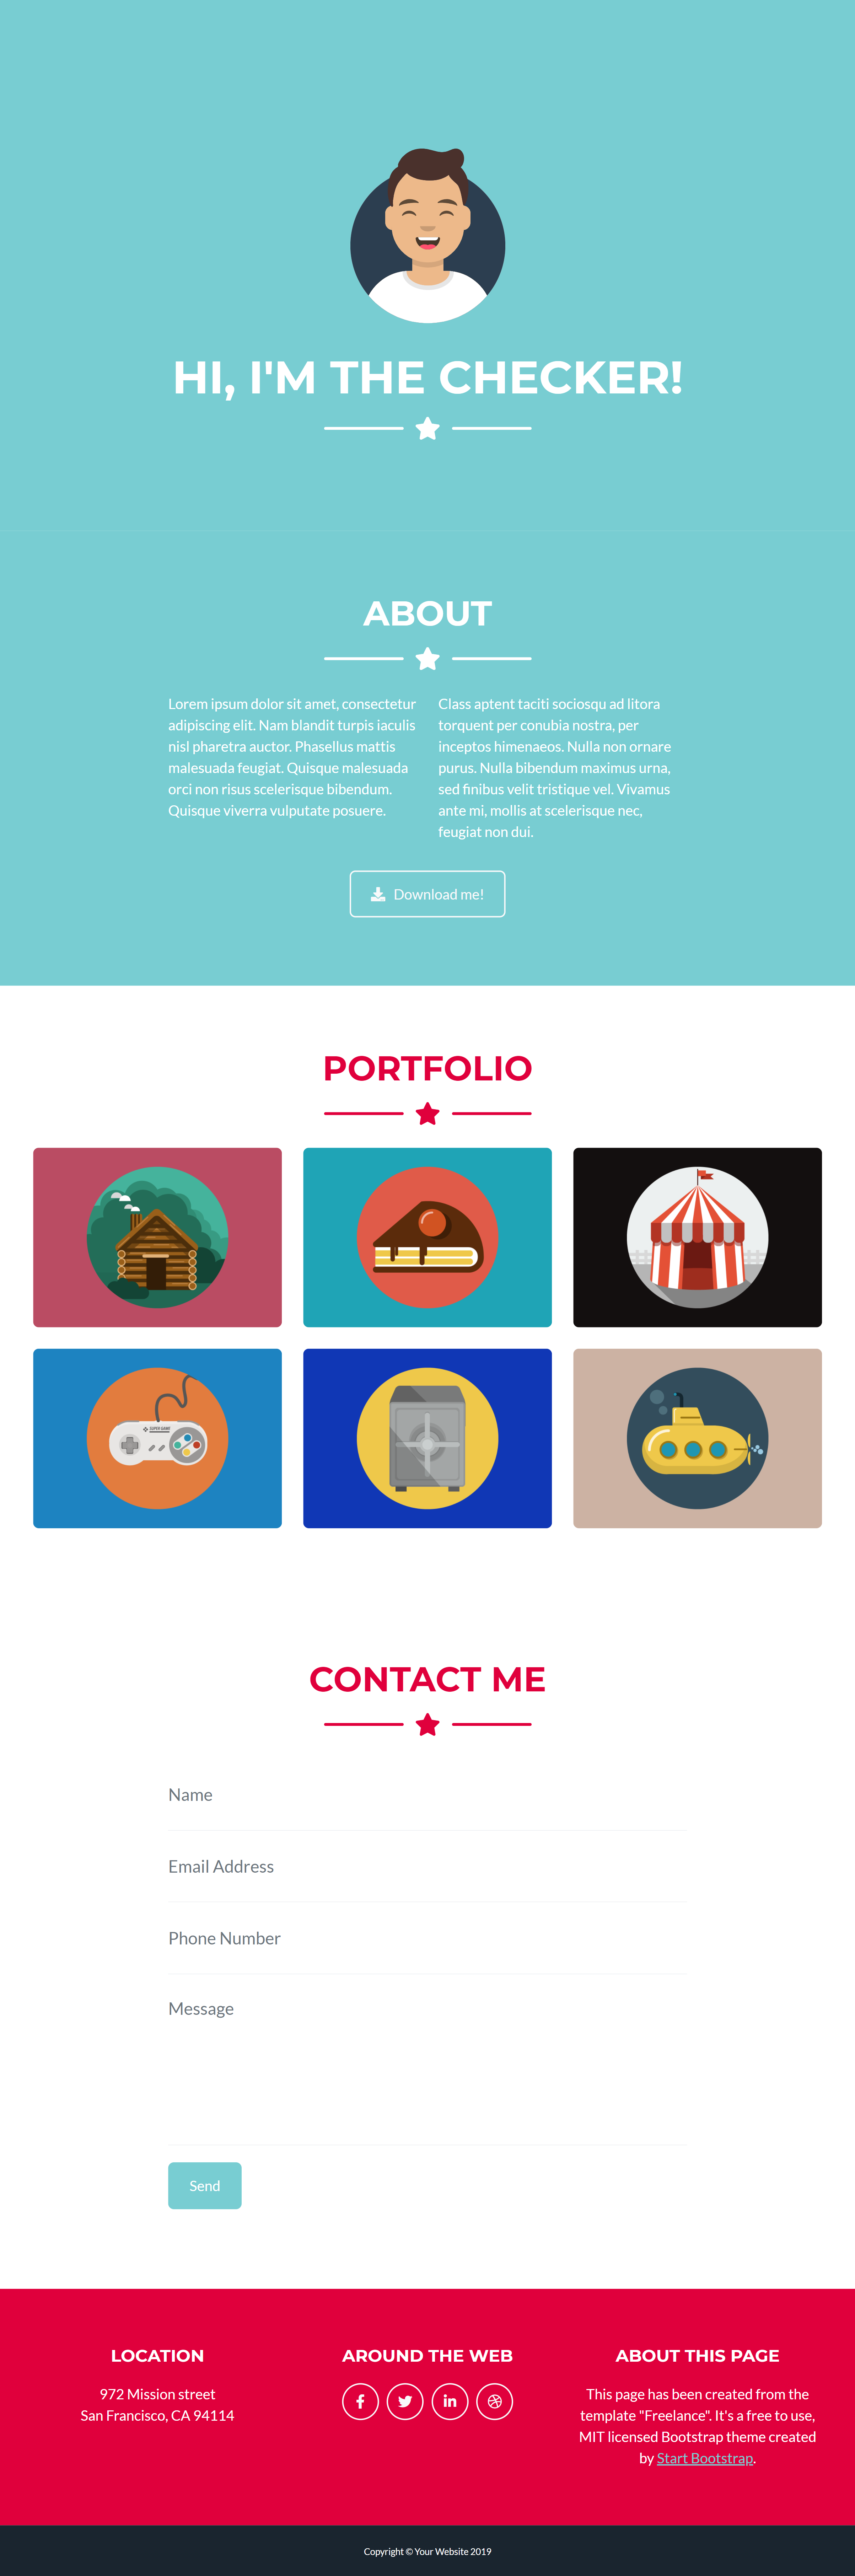 HI, I'M THE CHECKER!
ABOUT
Lorem ipsum dolor sit amet, consectetur
adipiscing elit. Nam blandit turpis iaculis
nisl pharetra auctor. Phasellus mattis
malesuada feugiat. Quisque malesuada
orci non risus scelerisque bibendum.
Quisque viverra vulputate posuere.
Class aptent taciti sociosqu ad litora
torquent per conubia nostra, per
inceptos himenaeos. Nulla non ornare
purus. Nulla bibendum maximus urna,
sed finibus velit tristique vel. Vivamus
ante mi, mollis at scelerisque nec,
feugiat non dui.
Download me!
PORTFOLIO
SUPER GAME
CONTACT ME
Name
Email Address
Phone Number
Message
Send
LOCATION
972 Mission street
San Francisco, CA 94114
AROUND THE WEB
ABOUT THIS PAGE
This page has been created from the
template "Freelance". It's a free to use,
MIT licensed Bootstrap theme created
by Start Bootstrap.
Copyright © Your Website 2019